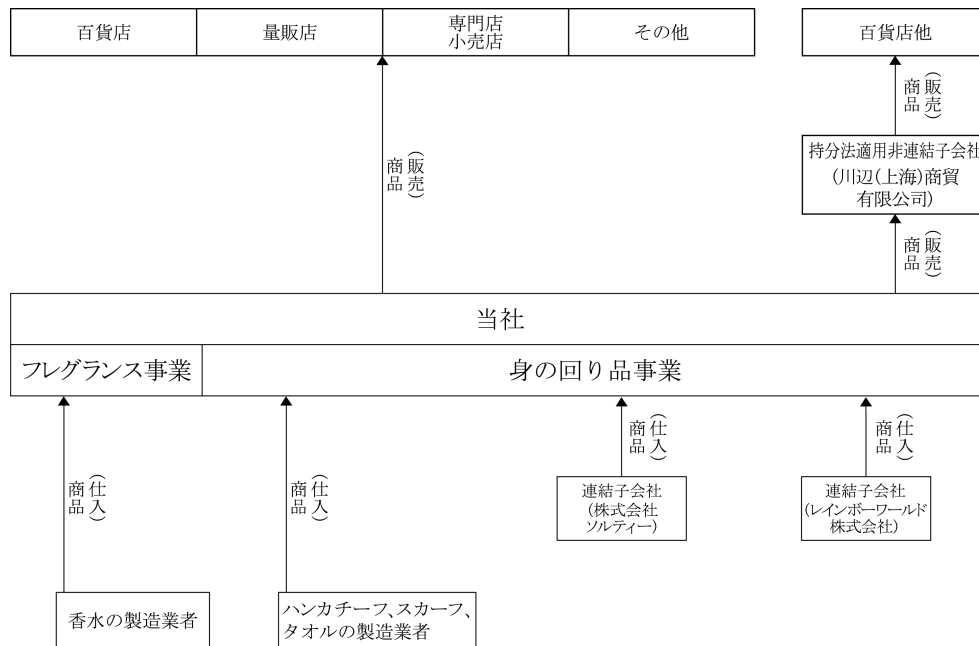 百貨店
量販店
専門店
小売店
その他
百貨店他
商品
(販売)
持分法適用非連結子会社
(川辺(上海)商貿
有限公司)
商品
(販売)
商品
(販売)
当社
フレグランス事業
身の回り品事業
商品
(仕入)
商品
(仕入)
商品
(仕入)
商品
(仕入)
連結子会社
(株式会社
ソルティー)
連結子会社
(レインボーワールド
株式会社)
香水の製造業者
ハンカチーフ、スカーフ、
タオルの製造業者